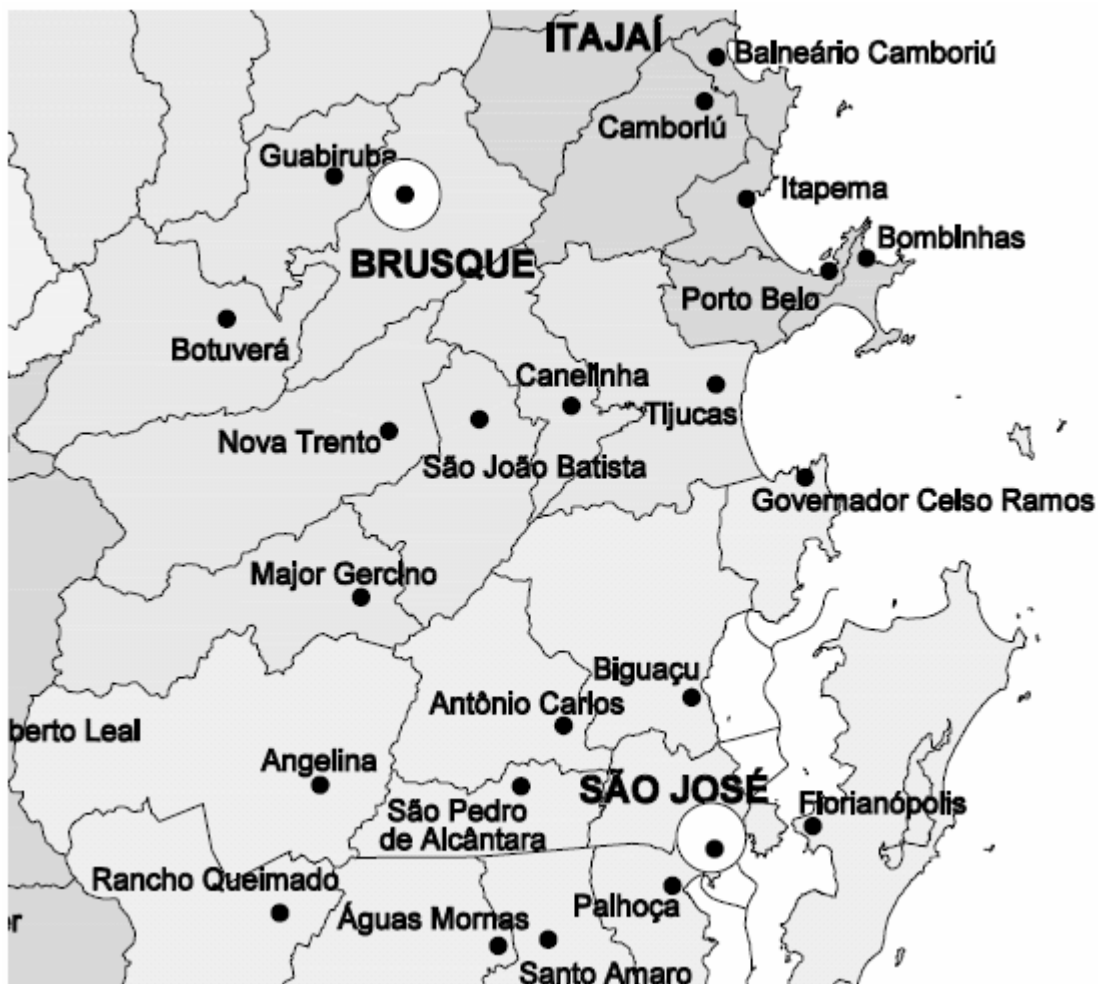 ITAJAÍ
Balneário Camboriú
Camboriú
Guabiruba
Itapema
BRUSQUE
Bombinhas
Porto Belo
Botuverá
Canelinha
Tijucas
Nova Trento
São João Batista
Governador Celso Ramos
Major Gercino
Biguaçu
Antônio Carlos
berto Leal
Angelina
SÃO JOSÉ
São Pedro
de Alcântara
Florianópolis
Rancho Queimado
Palhoça
Águas Mornas
er
Santo Amaro